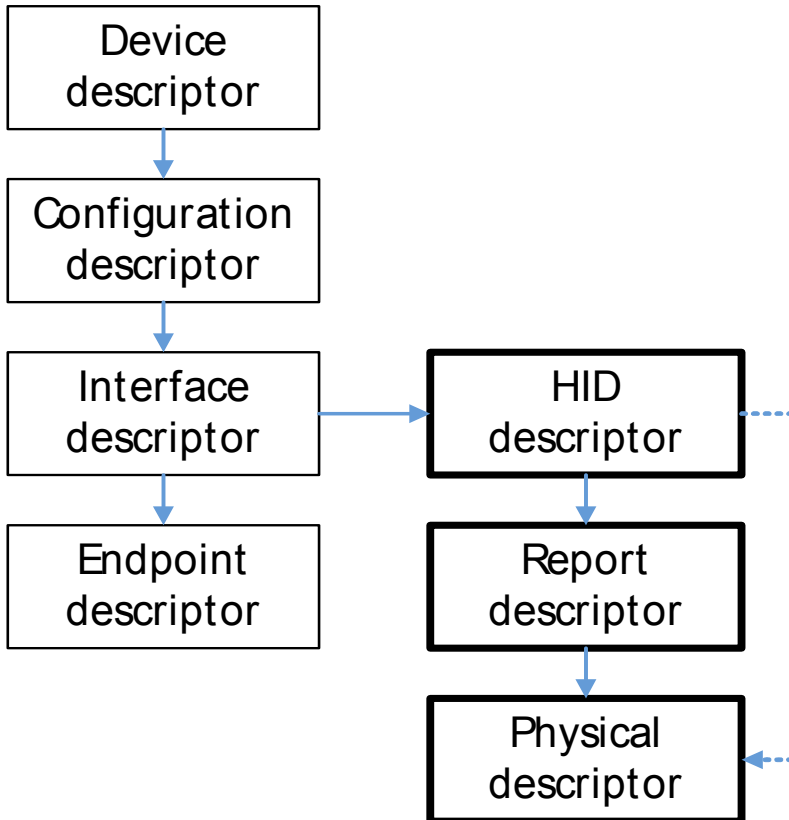 Device
descriptor
Configuration
descriptor
Interface
descriptor
HID
descriptor
Endpoint
descriptor
Report
descriptor
Physical
descriptor